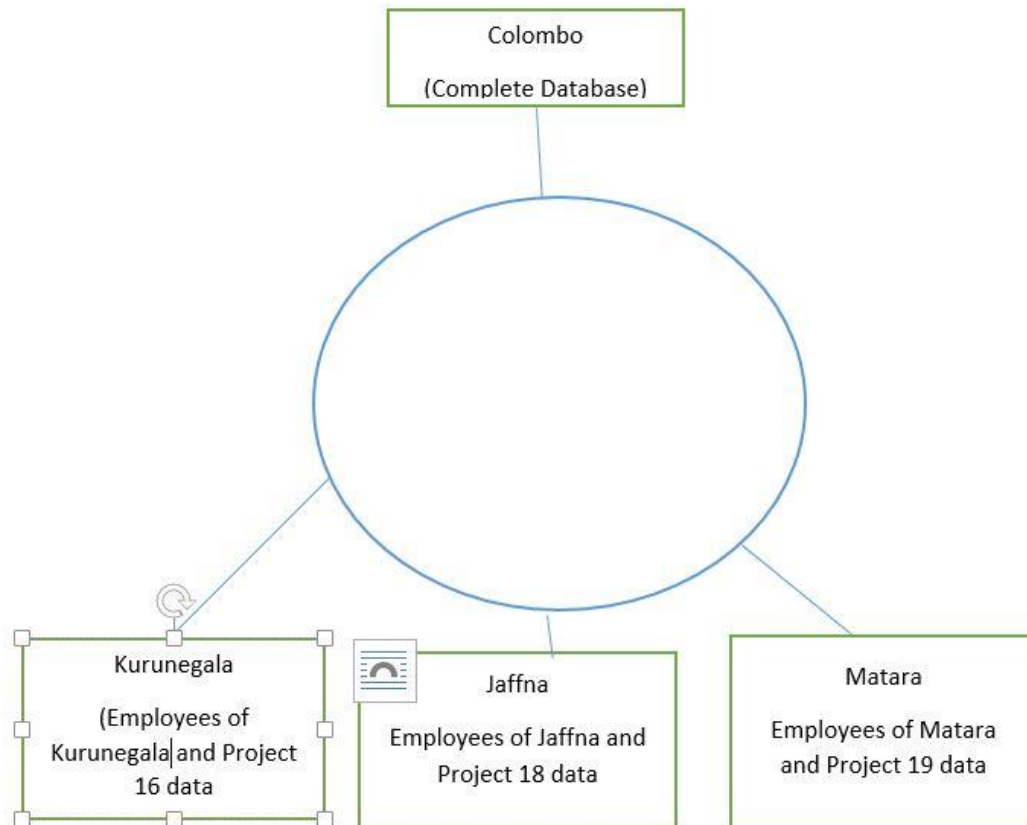 Colombo
(Complete Database)
Kurunegala
(Employees of
Kurunegala and Project
16 data
Jaffna
Employees of Jaffna and
Project 18 data
Matara
Employees of Matara
and Project 19 data